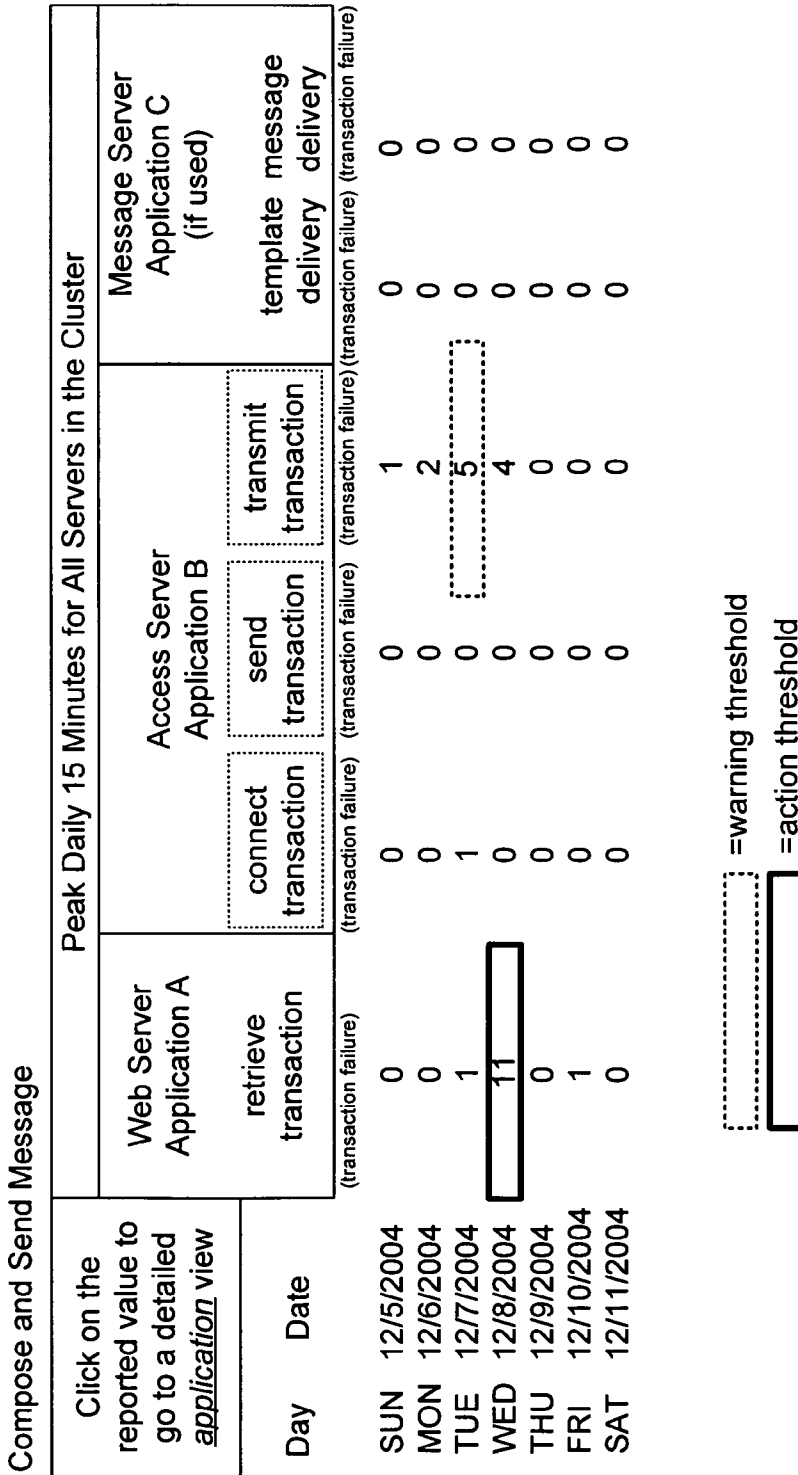 Compose and Send Message
Peak Daily 15 Minutes for All Servers in the Cluster
Click on the
reported value to
go to a detailed
application view
Web Server
Application A
Access Server
Application B
Message Server
Application C
(if used)
Day Date
retrieve
transaction
connect
transaction
send
transaction
transmit
transaction
template message
delivery delivery
(transaction failure) (transaction failure) (transaction failure) (transaction failure) (transaction failure) (transaction failure)
SUN 12/5/2004 0 0 0 1 0 0
MON 12/6/2004 0 0 0 2 0 0
TUE 12/7/2004 1 1 0 5 0 0
WED 12/8/2004 11 0 0 4 0 0
THU 12/9/2004 0 0 0 0 0 0
FRI 12/10/2004 1 0 0 0 0 0
SAT 12/11/2004 0 0 0 0 0 0
=warning threshold
=action threshold